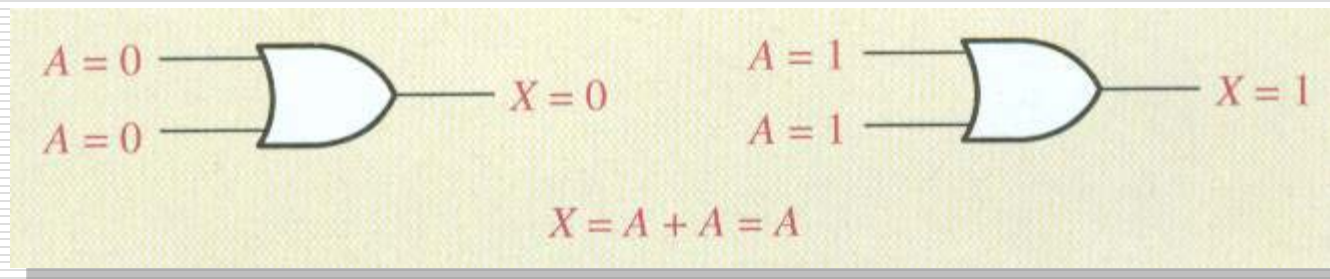 A = 0
A = 0
X = 0
A = 1
A = 1
X = 1
X = A + A = A